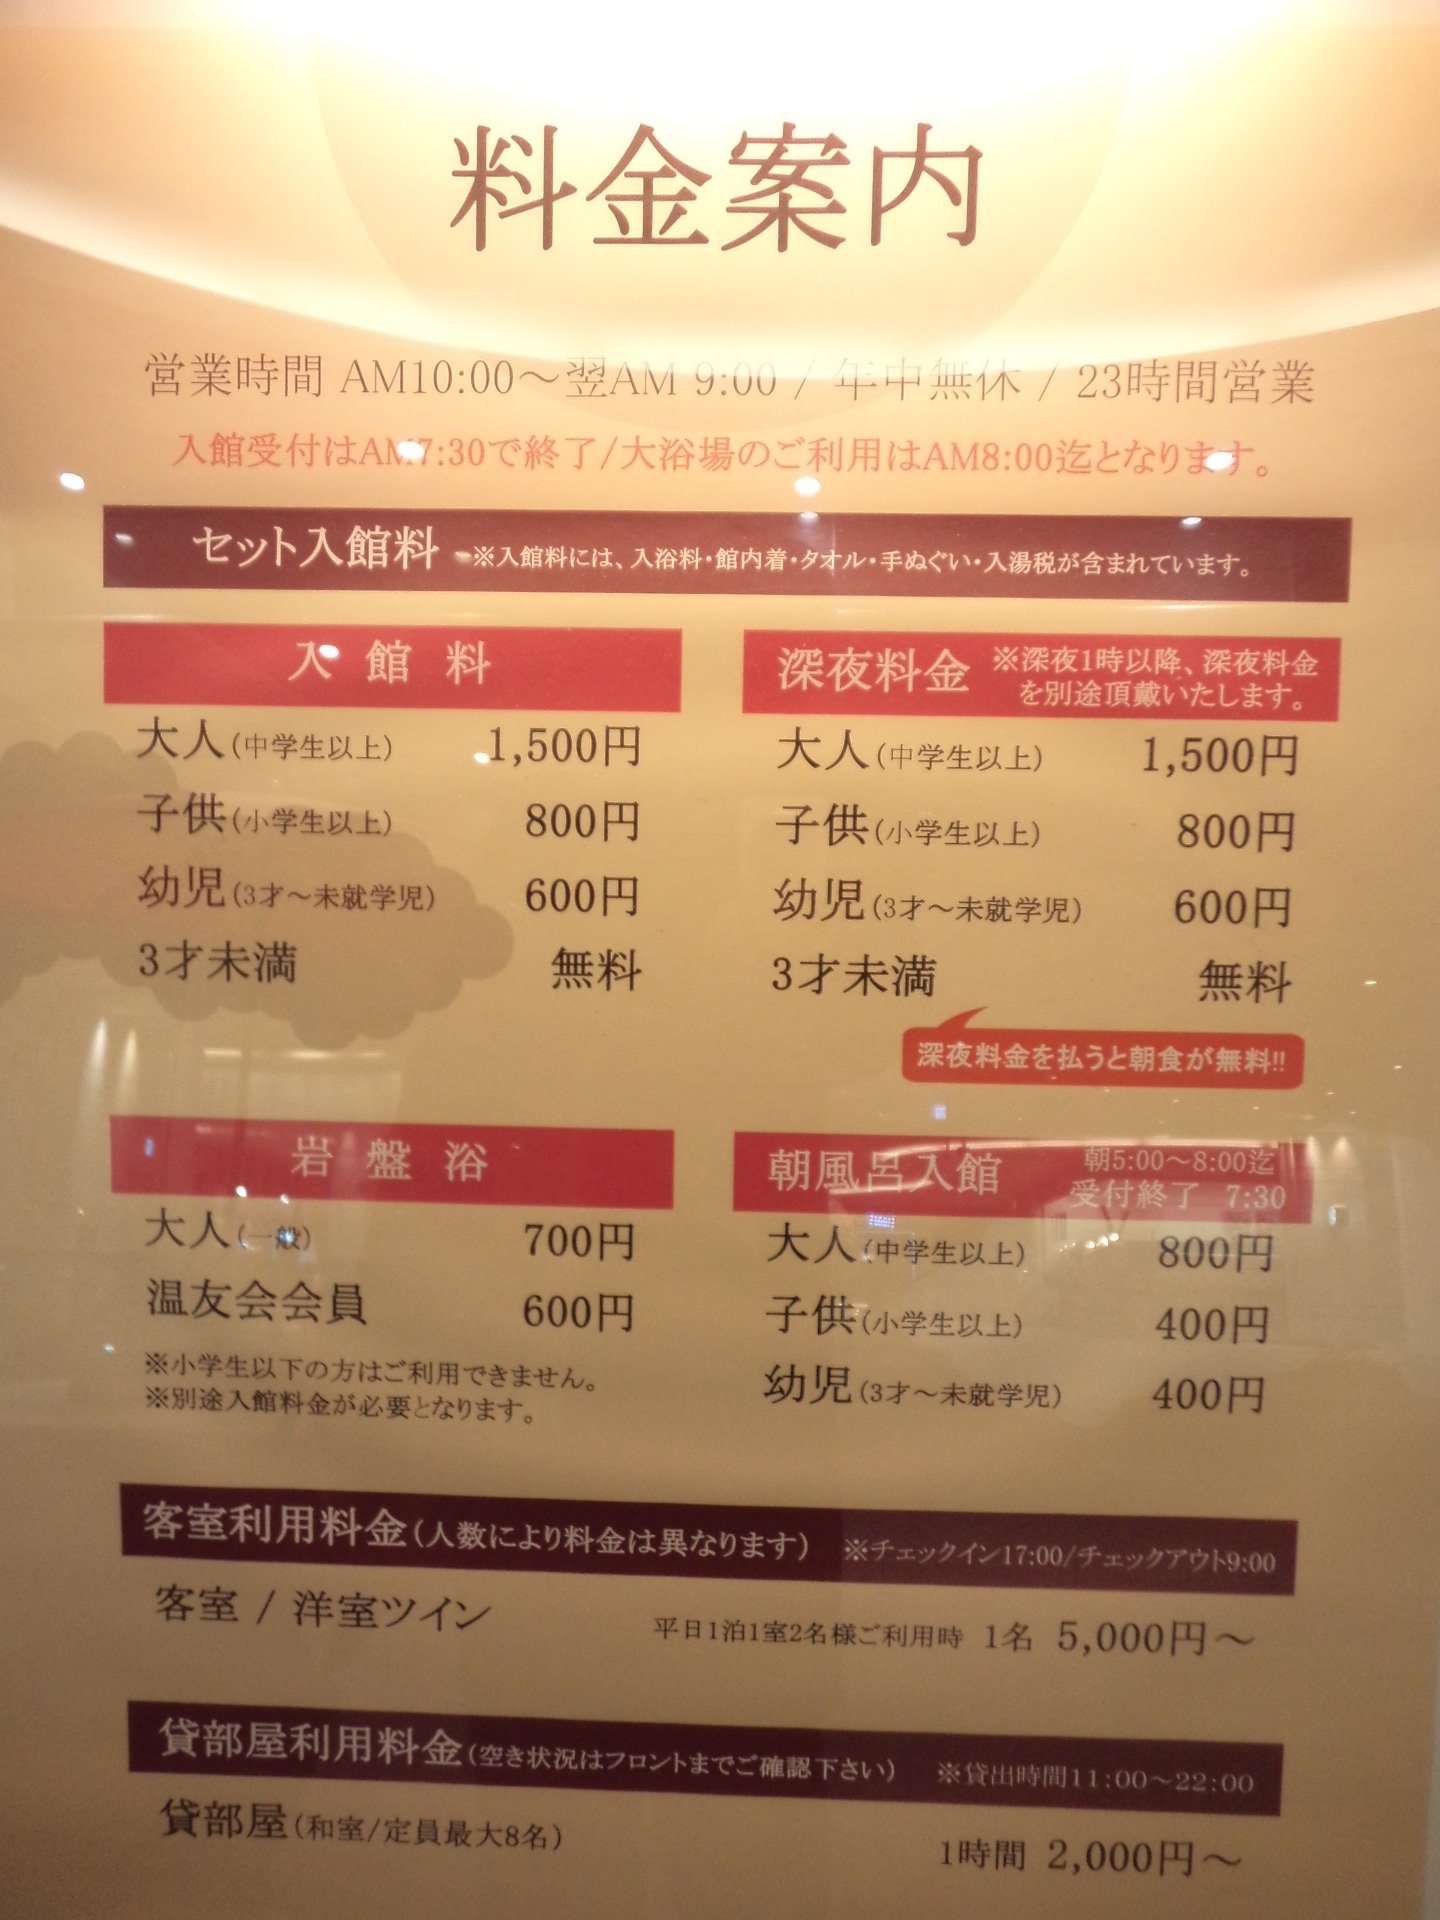 料金案内
営業時間 AM10:00～翌AM 9:00 / 年中無休 / 23時間営業
入館受付はAM7:30で終了/大浴場のご利用はAM8:00迄となります。
セット入館料 ※入館料には、入浴料・館内着・タオル・手ぬぐい・入湯税が含まれています。
入館料
大人(中学生以上) 1,500円
子供(小学生以上) 800円
幼児(3才～未就学児) 600円
3才未満 無料
深夜料金 ※深夜1時以降、深夜料金
を別途頂戴いたします。
大人(中学生以上) 1,500円
子供(小学生以上) 800円
幼児(3才～未就学児) 600円
3才未満 無料
深夜料金を払うと朝食が無料!!
岩盤浴
大人(一般) 700円
温友会会員 600円
※小学生以下の方はご利用できません。
※別途入館料金が必要となります。
朝風呂入館 朝5:00～8:00迄
受付終了 7:30
大人(中学生以上) 800円
子供(小学生以上) 400円
幼児(3才～未就学児) 400円
客室利用料金(人数により料金は異なります) ※チェックイン17:00/チェックアウト9:00
客室 / 洋室ツイン 平日1泊1室2名様ご利用時 1名 5,000円～
貸部屋利用料金(空き状況はフロントまでご確認下さい) ※貸出時間11:00～22:00
貸部屋(和室/定員最大8名) 1時間 2,000円～